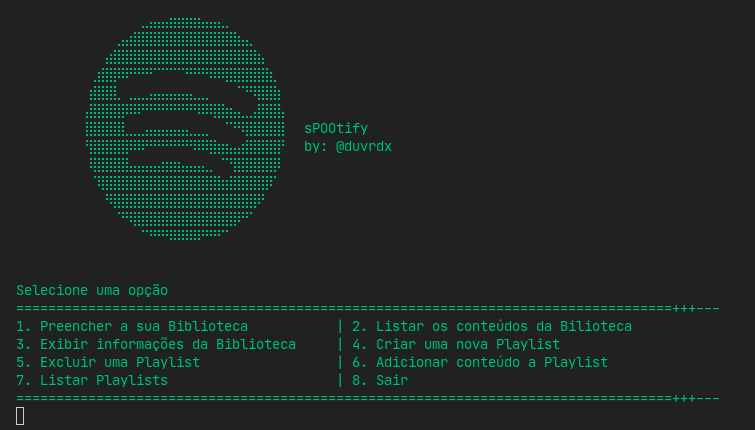 sPOOtify
by: @duvrdx
Selecione uma opção
==================================================================================+++---
1. Preencher a sua Biblioteca | 2. Listar os conteúdos da Bilioteca
3. Exibir informações da Biblioteca | 4. Criar uma nova Playlist
5. Excluir uma Playlist | 6. Adicionar conteúdo a Playlist
7. Listar Playlists | 8. Sair
==================================================================================+++---